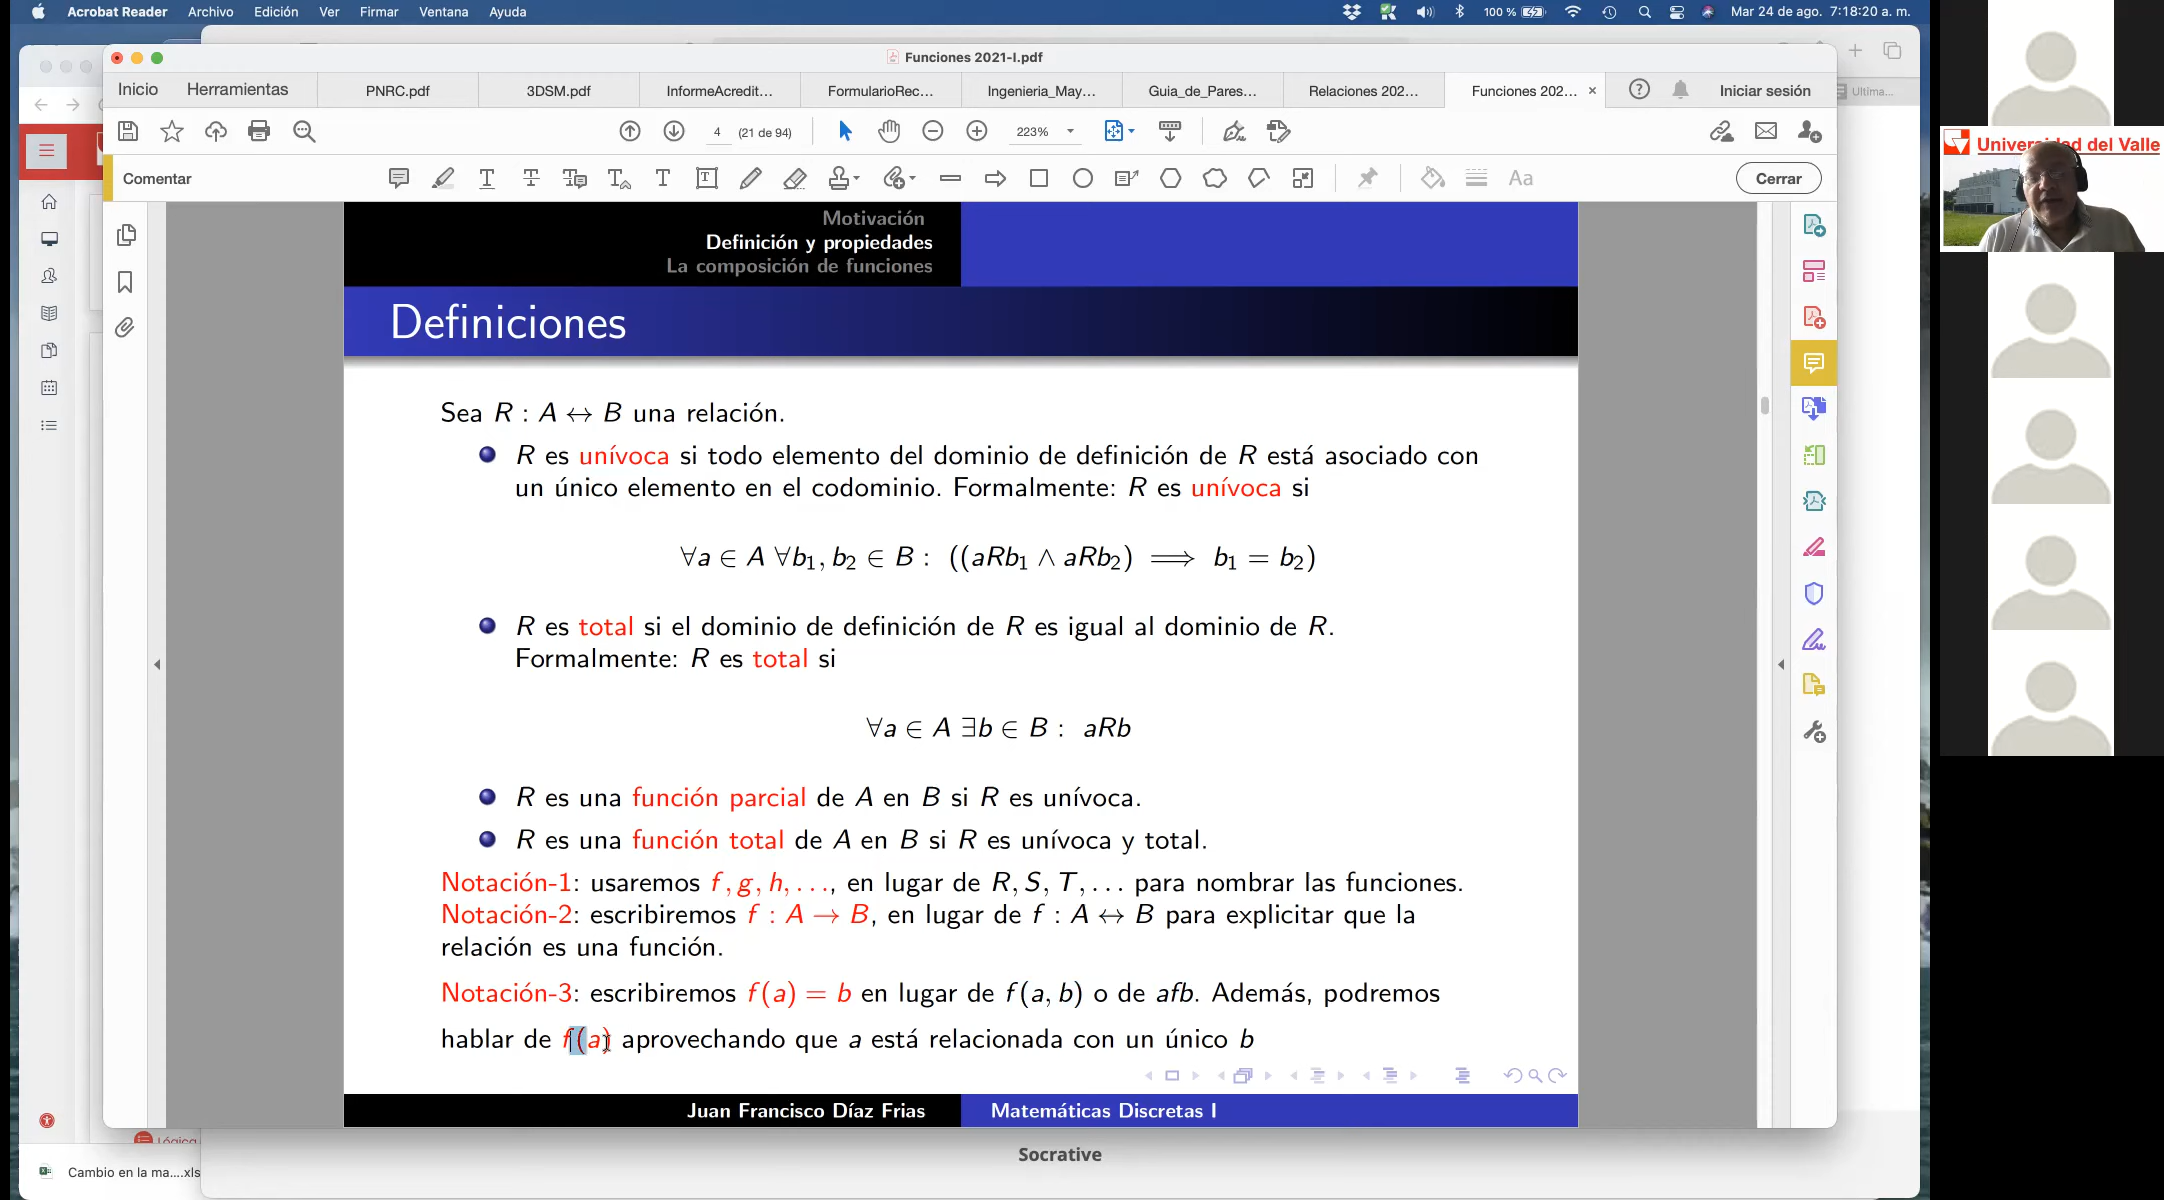 Acrobat Reader Archivo Edición Ver Firmar Ventana Ayuda 100 % Mar 24 de ago. 7:18:20 a. m.
Funciones 2021-I.pdf
Inicio Herramientas PNRC.pdf 3DSM.pdf InformeAcredit... FormularioRec... Ingenieria_May... Guia_de_Pares... Relaciones 202... Funciones 202... × Iniciar sesión
Ultima...
4 (21 de 94) 223%
Comentar Aa Cerrar
Universidad del Valle
Motivación
Definición y propiedades
La composición de funciones
Definiciones
Sea R : A ↔ B una relación.
R es unívoca si todo elemento del dominio de definición de R está asociado con
un único elemento en el codominio. Formalmente: R es unívoca si
∀a ∈ A ∀b₁, b₂ ∈ B : ((aRb₁ ∧ aRb₂) ⟹ b₁ = b₂)
R es total si el dominio de definición de R es igual al dominio de R.
Formalmente: R es total si
∀a ∈ A ∃b ∈ B : aRb
R es una función parcial de A en B si R es unívoca.
R es una función total de A en B si R es unívoca y total.
Notación-1: usaremos f, g, h, . . ., en lugar de R, S, T, . . . para nombrar las funciones.
Notación-2: escribiremos f : A → B, en lugar de f : A ↔ B para explicitar que la
relación es una función.
Notación-3: escribiremos f(a) = b en lugar de f(a, b) o de afb. Además, podremos
hablar de f(a) aprovechando que a está relacionada con un único b
Juan Francisco Díaz Frias Matemáticas Discretas I
Lógica
Socrative
Cambio en la ma....xls